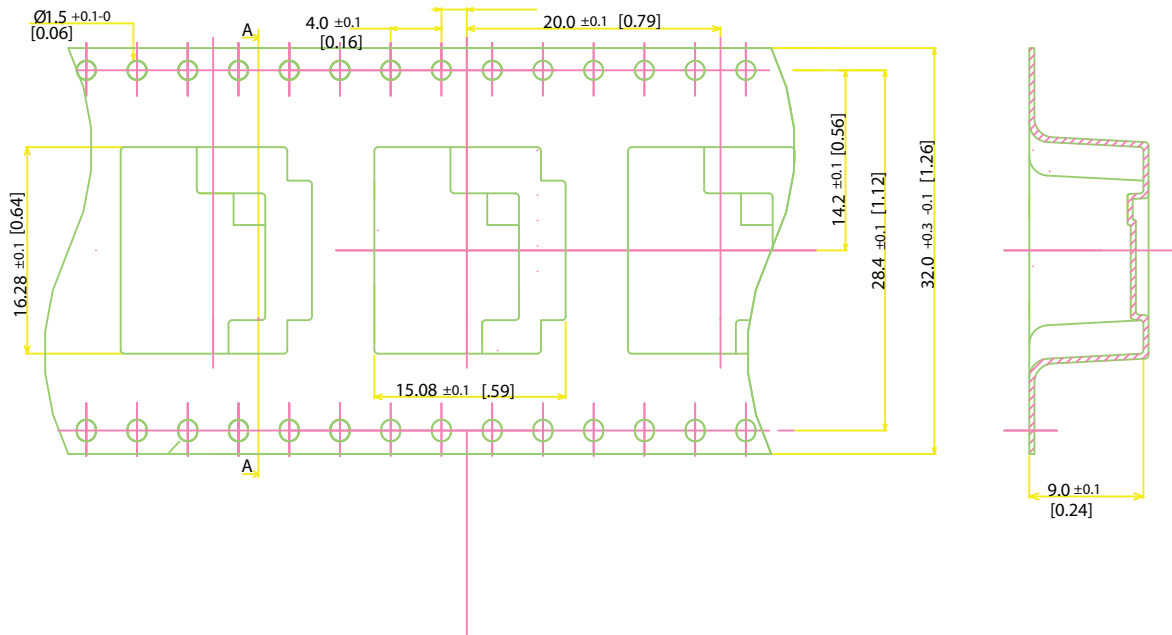 Ø1.5 +0.1-0
[0.06]
A
4.0 ±0.1
[0.16]
20.0 ±0.1 [0.79]
16.28 ±0.1 [0.64]
14.2 ±0.1 [0.56]
28.4 ±0.1 [1.12]
32.0 +0.3 -0.1 [1.26]
15.08 ±0.1 [.59]
A
9.0 ±0.1
[0.24]